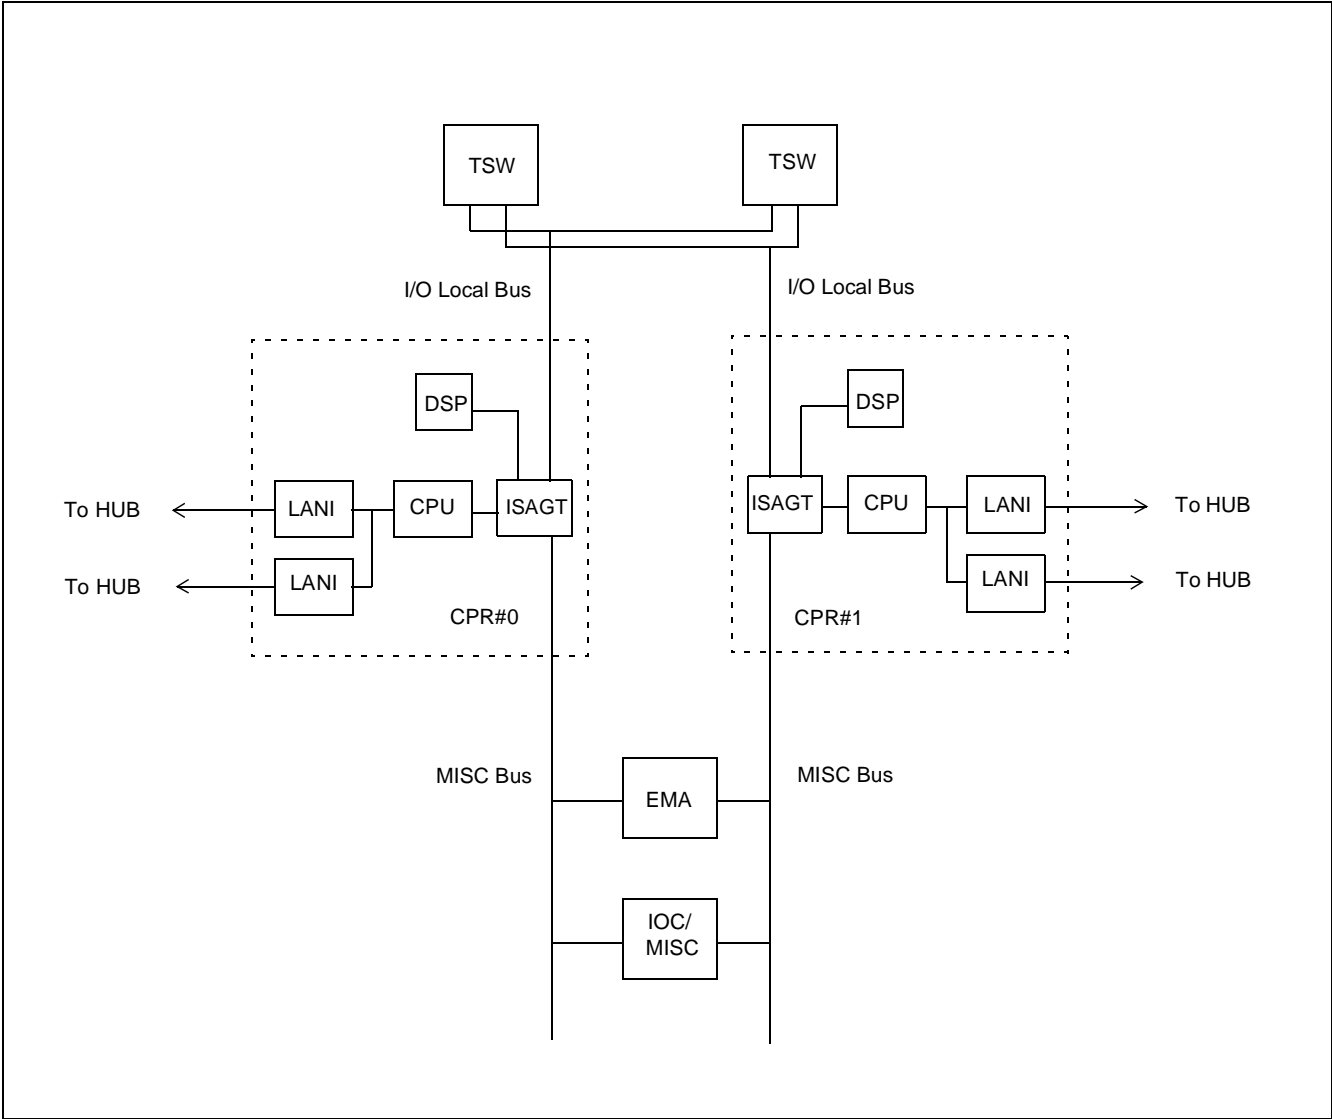 TSW
TSW
I/O Local Bus
I/O Local Bus
DSP
DSP
To HUB
LANI
CPU
ISAGT
ISAGT
CPU
LANI
To HUB
To HUB
LANI
LANI
To HUB
CPR#0
CPR#1
MISC Bus
EMA
MISC Bus
IOC/
MISC